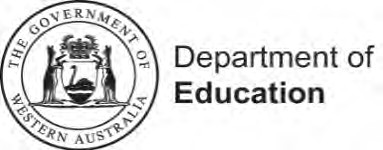 THE GOVERNMENT OF
WESTERN AUSTRALIA
Department of
Education